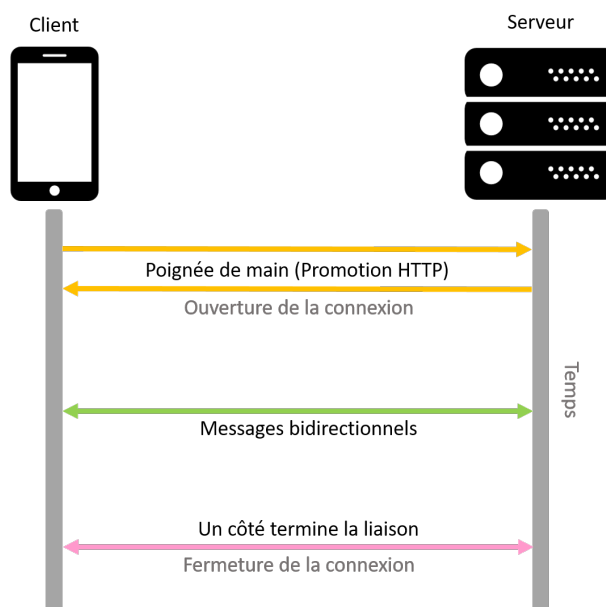 Client
Serveur
Poignée de main (Promotion HTTP)
Ouverture de la connexion
Temps
Messages bidirectionnels
Un côté termine la liaison
Fermeture de la connexion